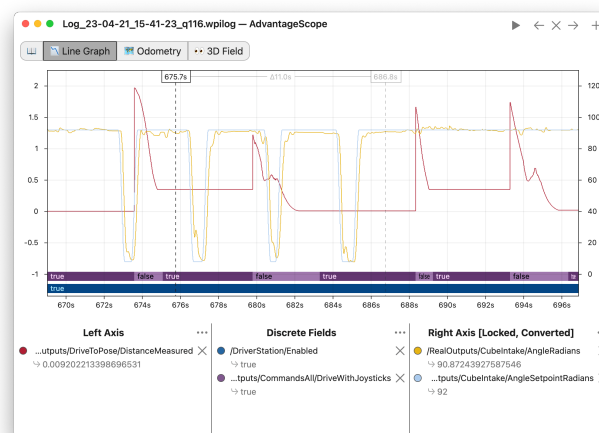 Log_23-04-21_15-41-23_q116.wpilog — AdvantageScope
Line Graph Odometry 3D Field
675.7s Δ11.0s 686.8s
2 120
1.5 100
1 80
0.5 60
0 40
-0.5 20
-1 0
true false true false true false true false
true
670s 672s 674s 676s 678s 680s 682s 684s 686s 688s 690s 692s 694s 696s
Left Axis ··· Discrete Fields ··· Right Axis [Locked, Converted]
...utputs/DriveToPose/DistanceMeasured /DriverStation/Enabled /RealOutputs/CubeIntake/AngleRadians
0.009202213398696531 true 90.87243927587546
...tputs/CommandsAll/DriveWithJoysticks ...tputs/CubeIntake/AngleSetpointRadians
true 92